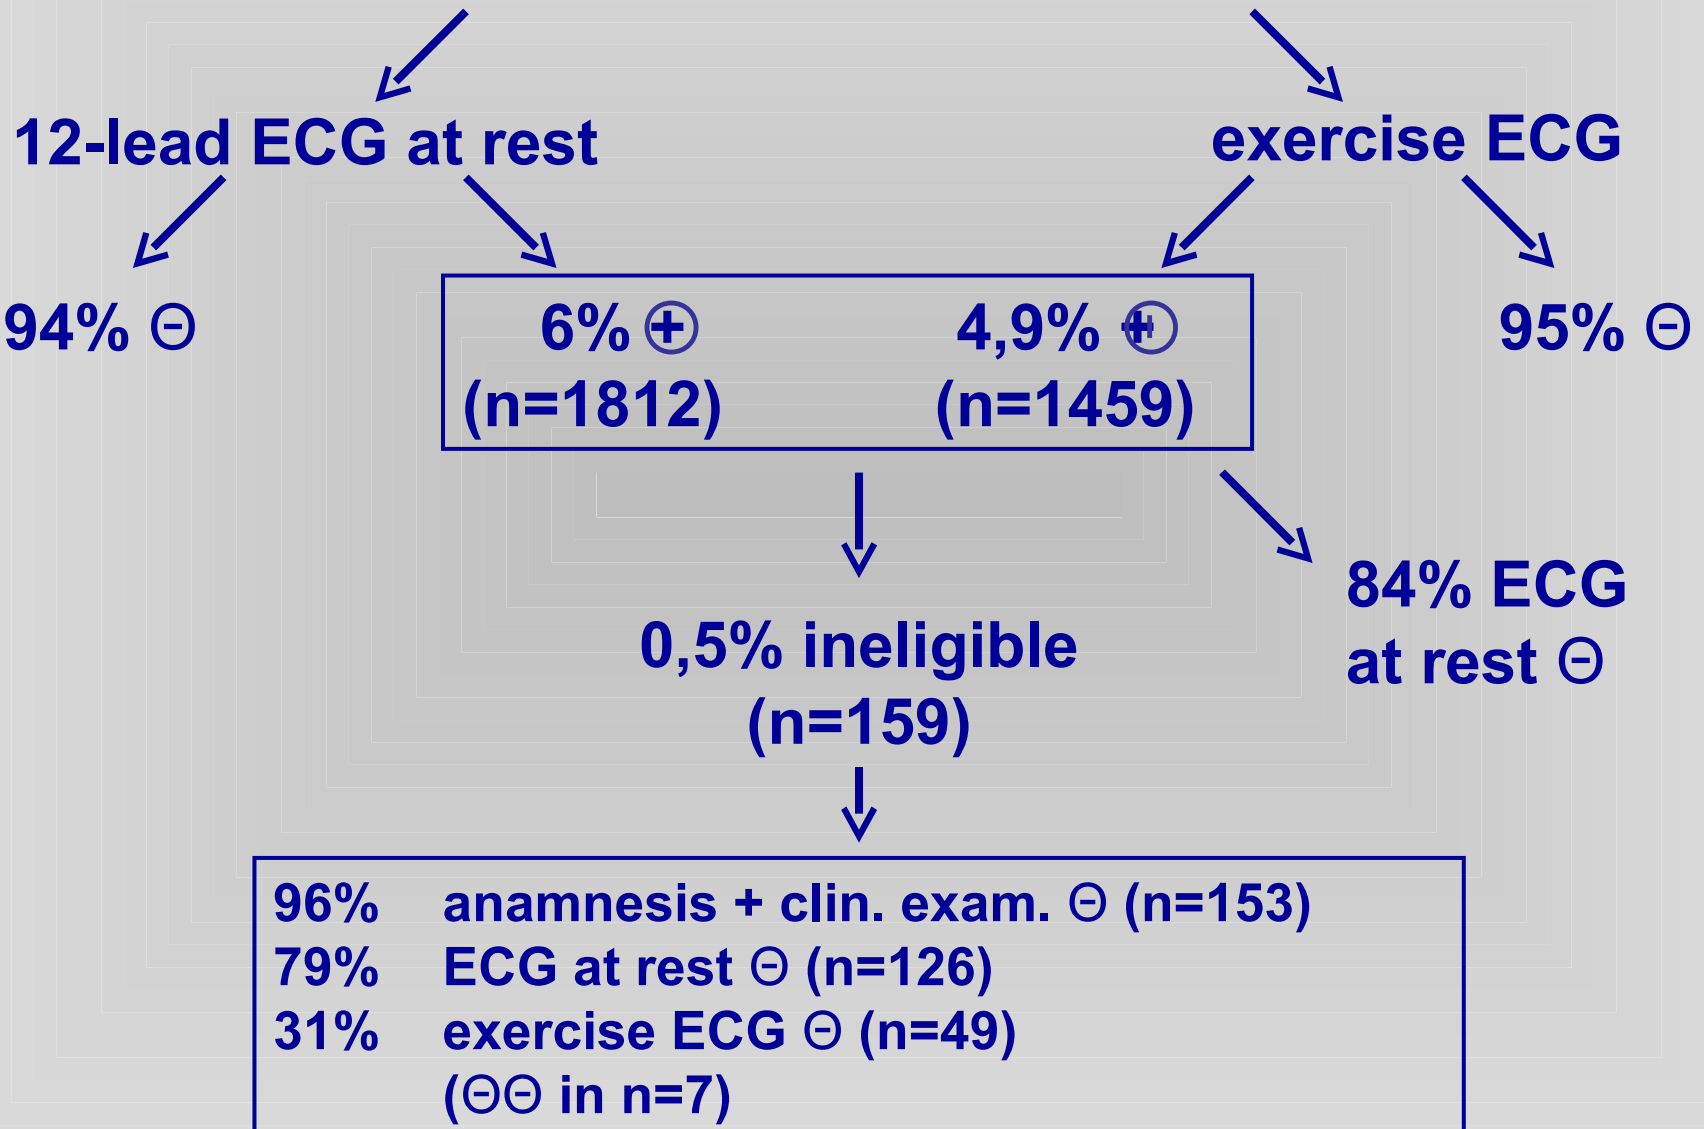 12-lead ECG at rest
exercise ECG
94% ⊖
6% ⊕
4,9% ⊕
95% ⊖
(n=1812)
(n=1459)
84% ECG
at rest ⊖
0,5% ineligible
(n=159)
96% anamnesis + clin. exam. ⊖ (n=153)
79% ECG at rest ⊖ (n=126)
31% exercise ECG ⊖ (n=49)
(⊖⊖ in n=7)